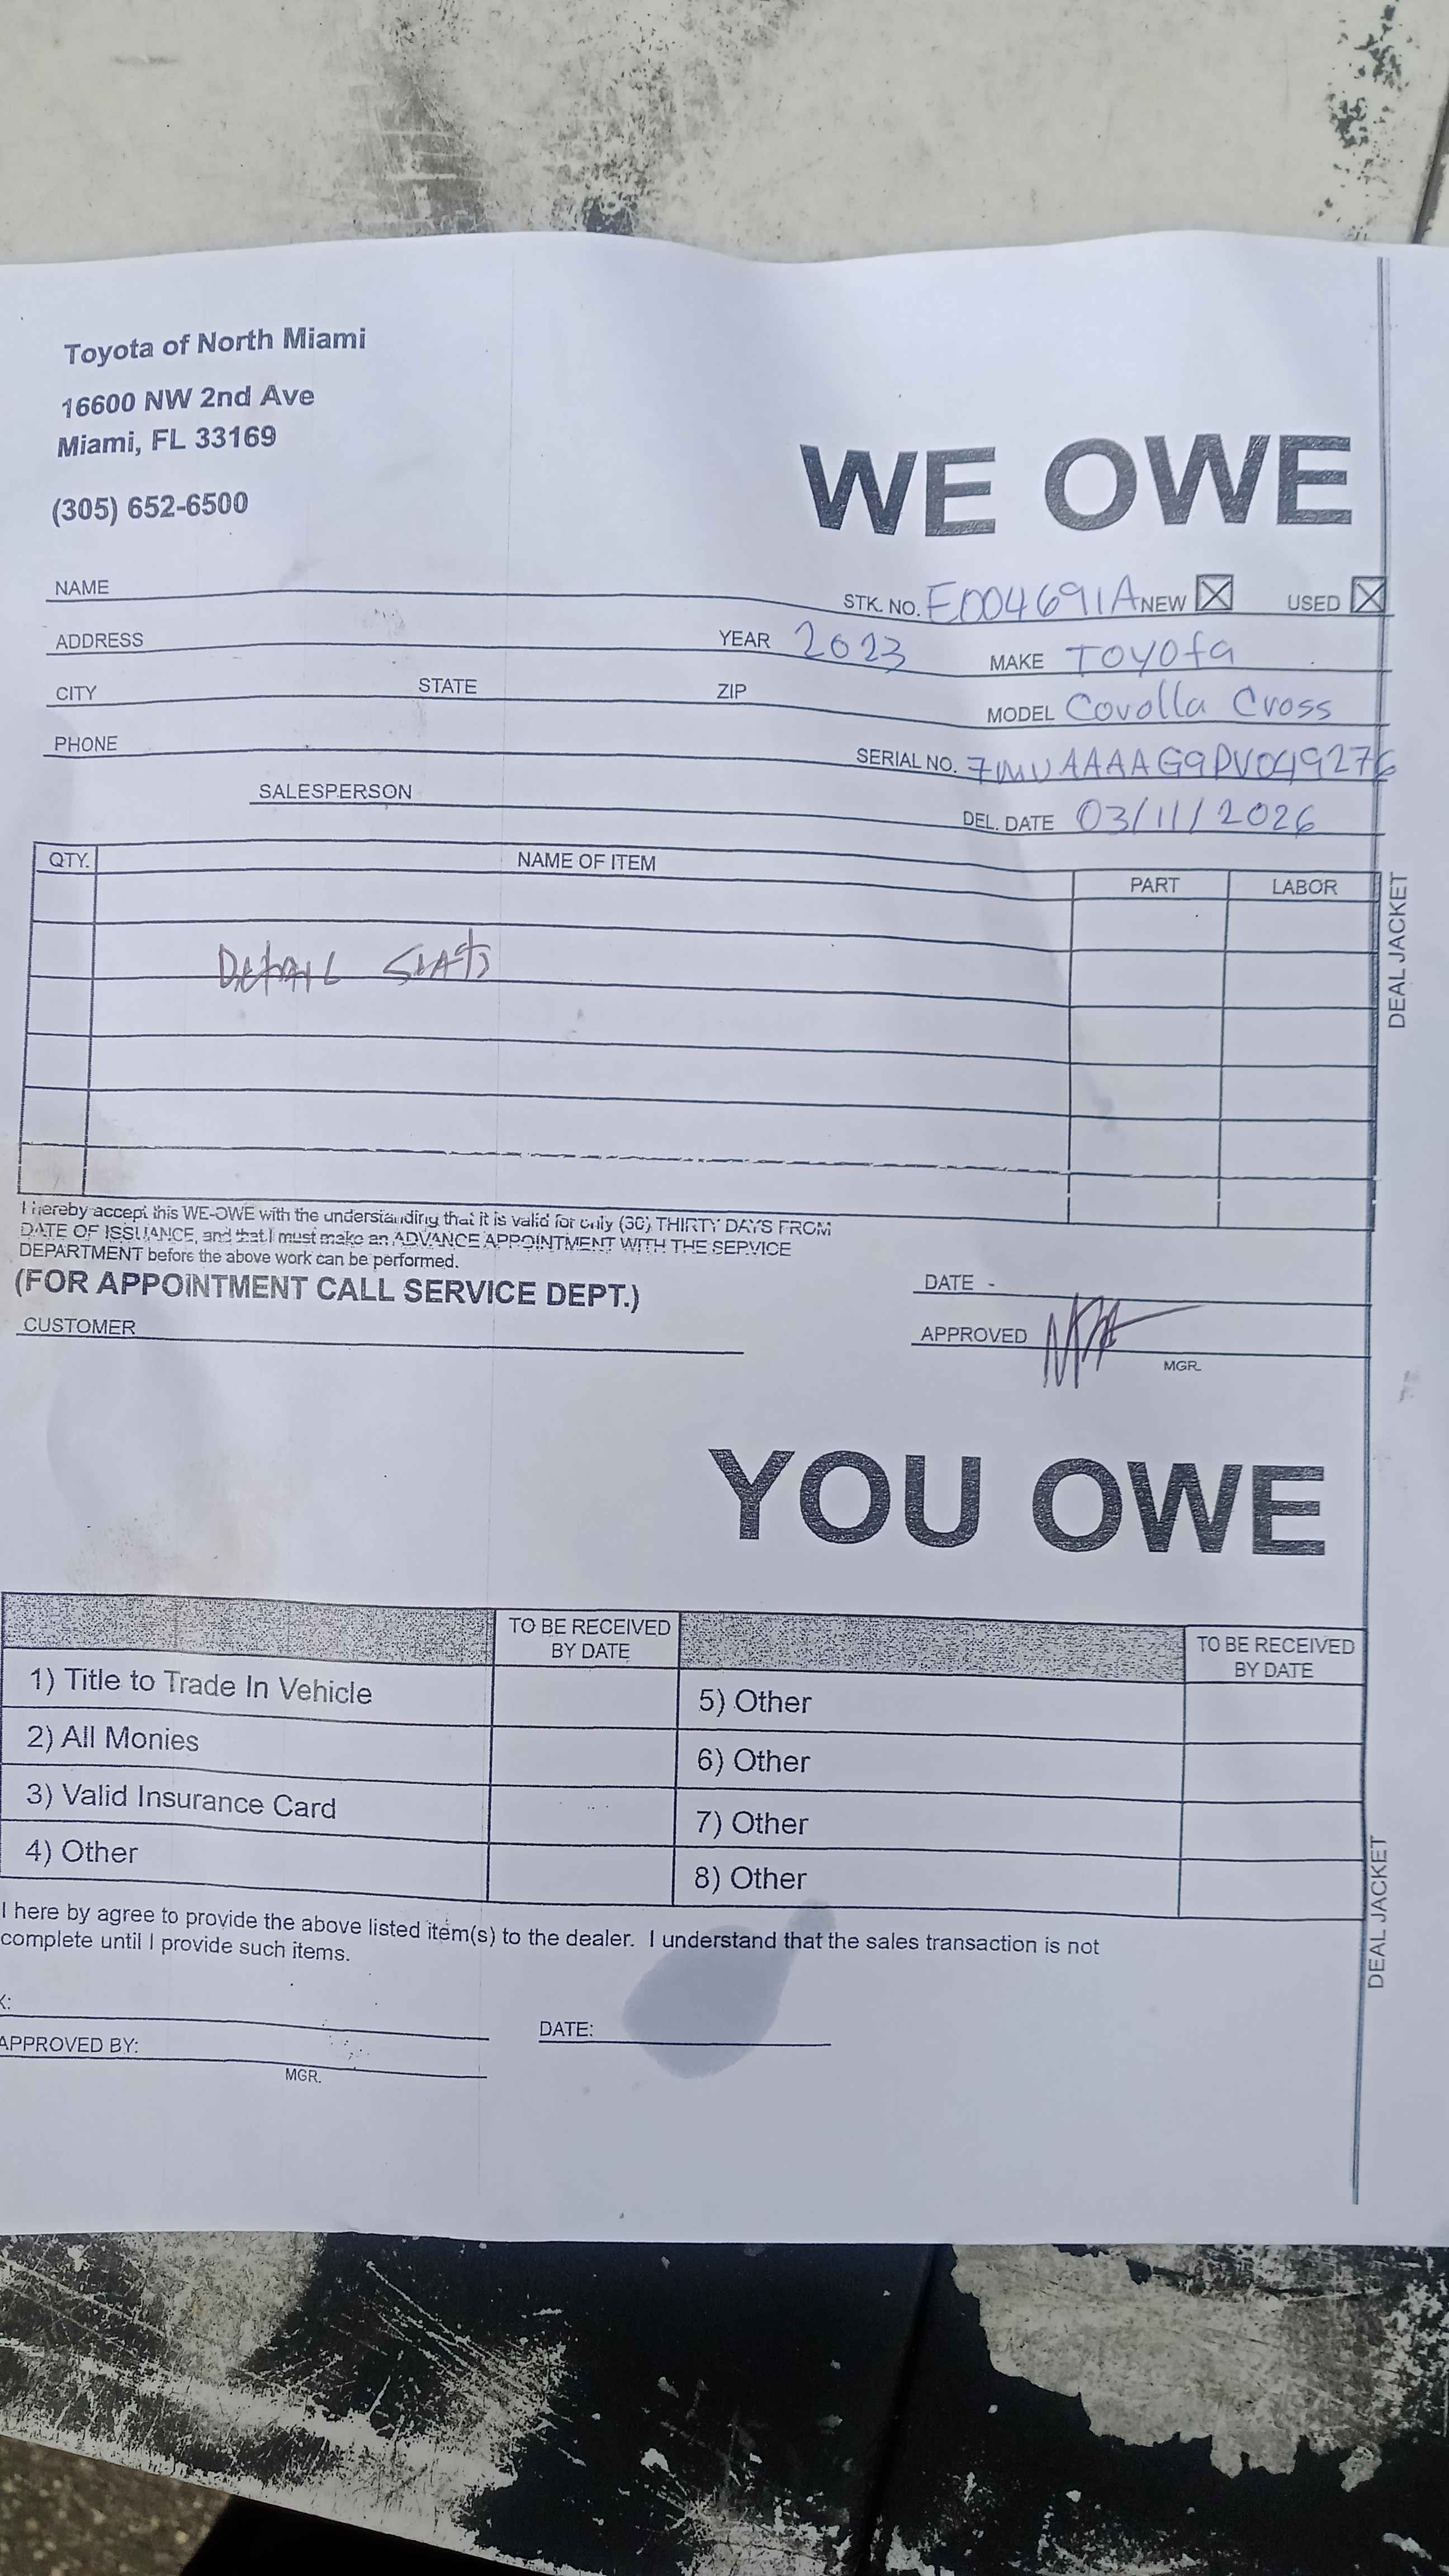 Toyota of North Miami
16600 NW 2nd Ave
Miami, FL 33169
(305) 652-6500
WE OWE
NAME
STK. NO. E004691A NEW ☒ USED ☒
ADDRESS
YEAR 2023
MAKE TOYOTA
CITY STATE ZIP
MODEL Corolla Cross
PHONE
SERIAL NO. 7MUAAAAG9PV049276
SALESPERSON
DEL. DATE 03/11/2026
QTY. NAME OF ITEM PART LABOR
DETAIL SEATS
I hereby accept this WE-OWE with the understanding that it is valid for only (30) THIRTY DAYS FROM
DATE OF ISSUANCE, and that I must make an ADVANCE APPOINTMENT WITH THE SERVICE
DEPARTMENT before the above work can be performed.
(FOR APPOINTMENT CALL SERVICE DEPT.)
DATE -
CUSTOMER
APPROVED
MGR.
DEAL JACKET
YOU OWE
TO BE RECEIVED
BY DATE
TO BE RECEIVED
BY DATE
1) Title to Trade In Vehicle
5) Other
2) All Monies
6) Other
3) Valid Insurance Card
7) Other
4) Other
8) Other
I here by agree to provide the above listed item(s) to the dealer. I understand that the sales transaction is not
complete until I provide such items.
X:
DATE:
APPROVED BY:
MGR.
DEAL JACKET